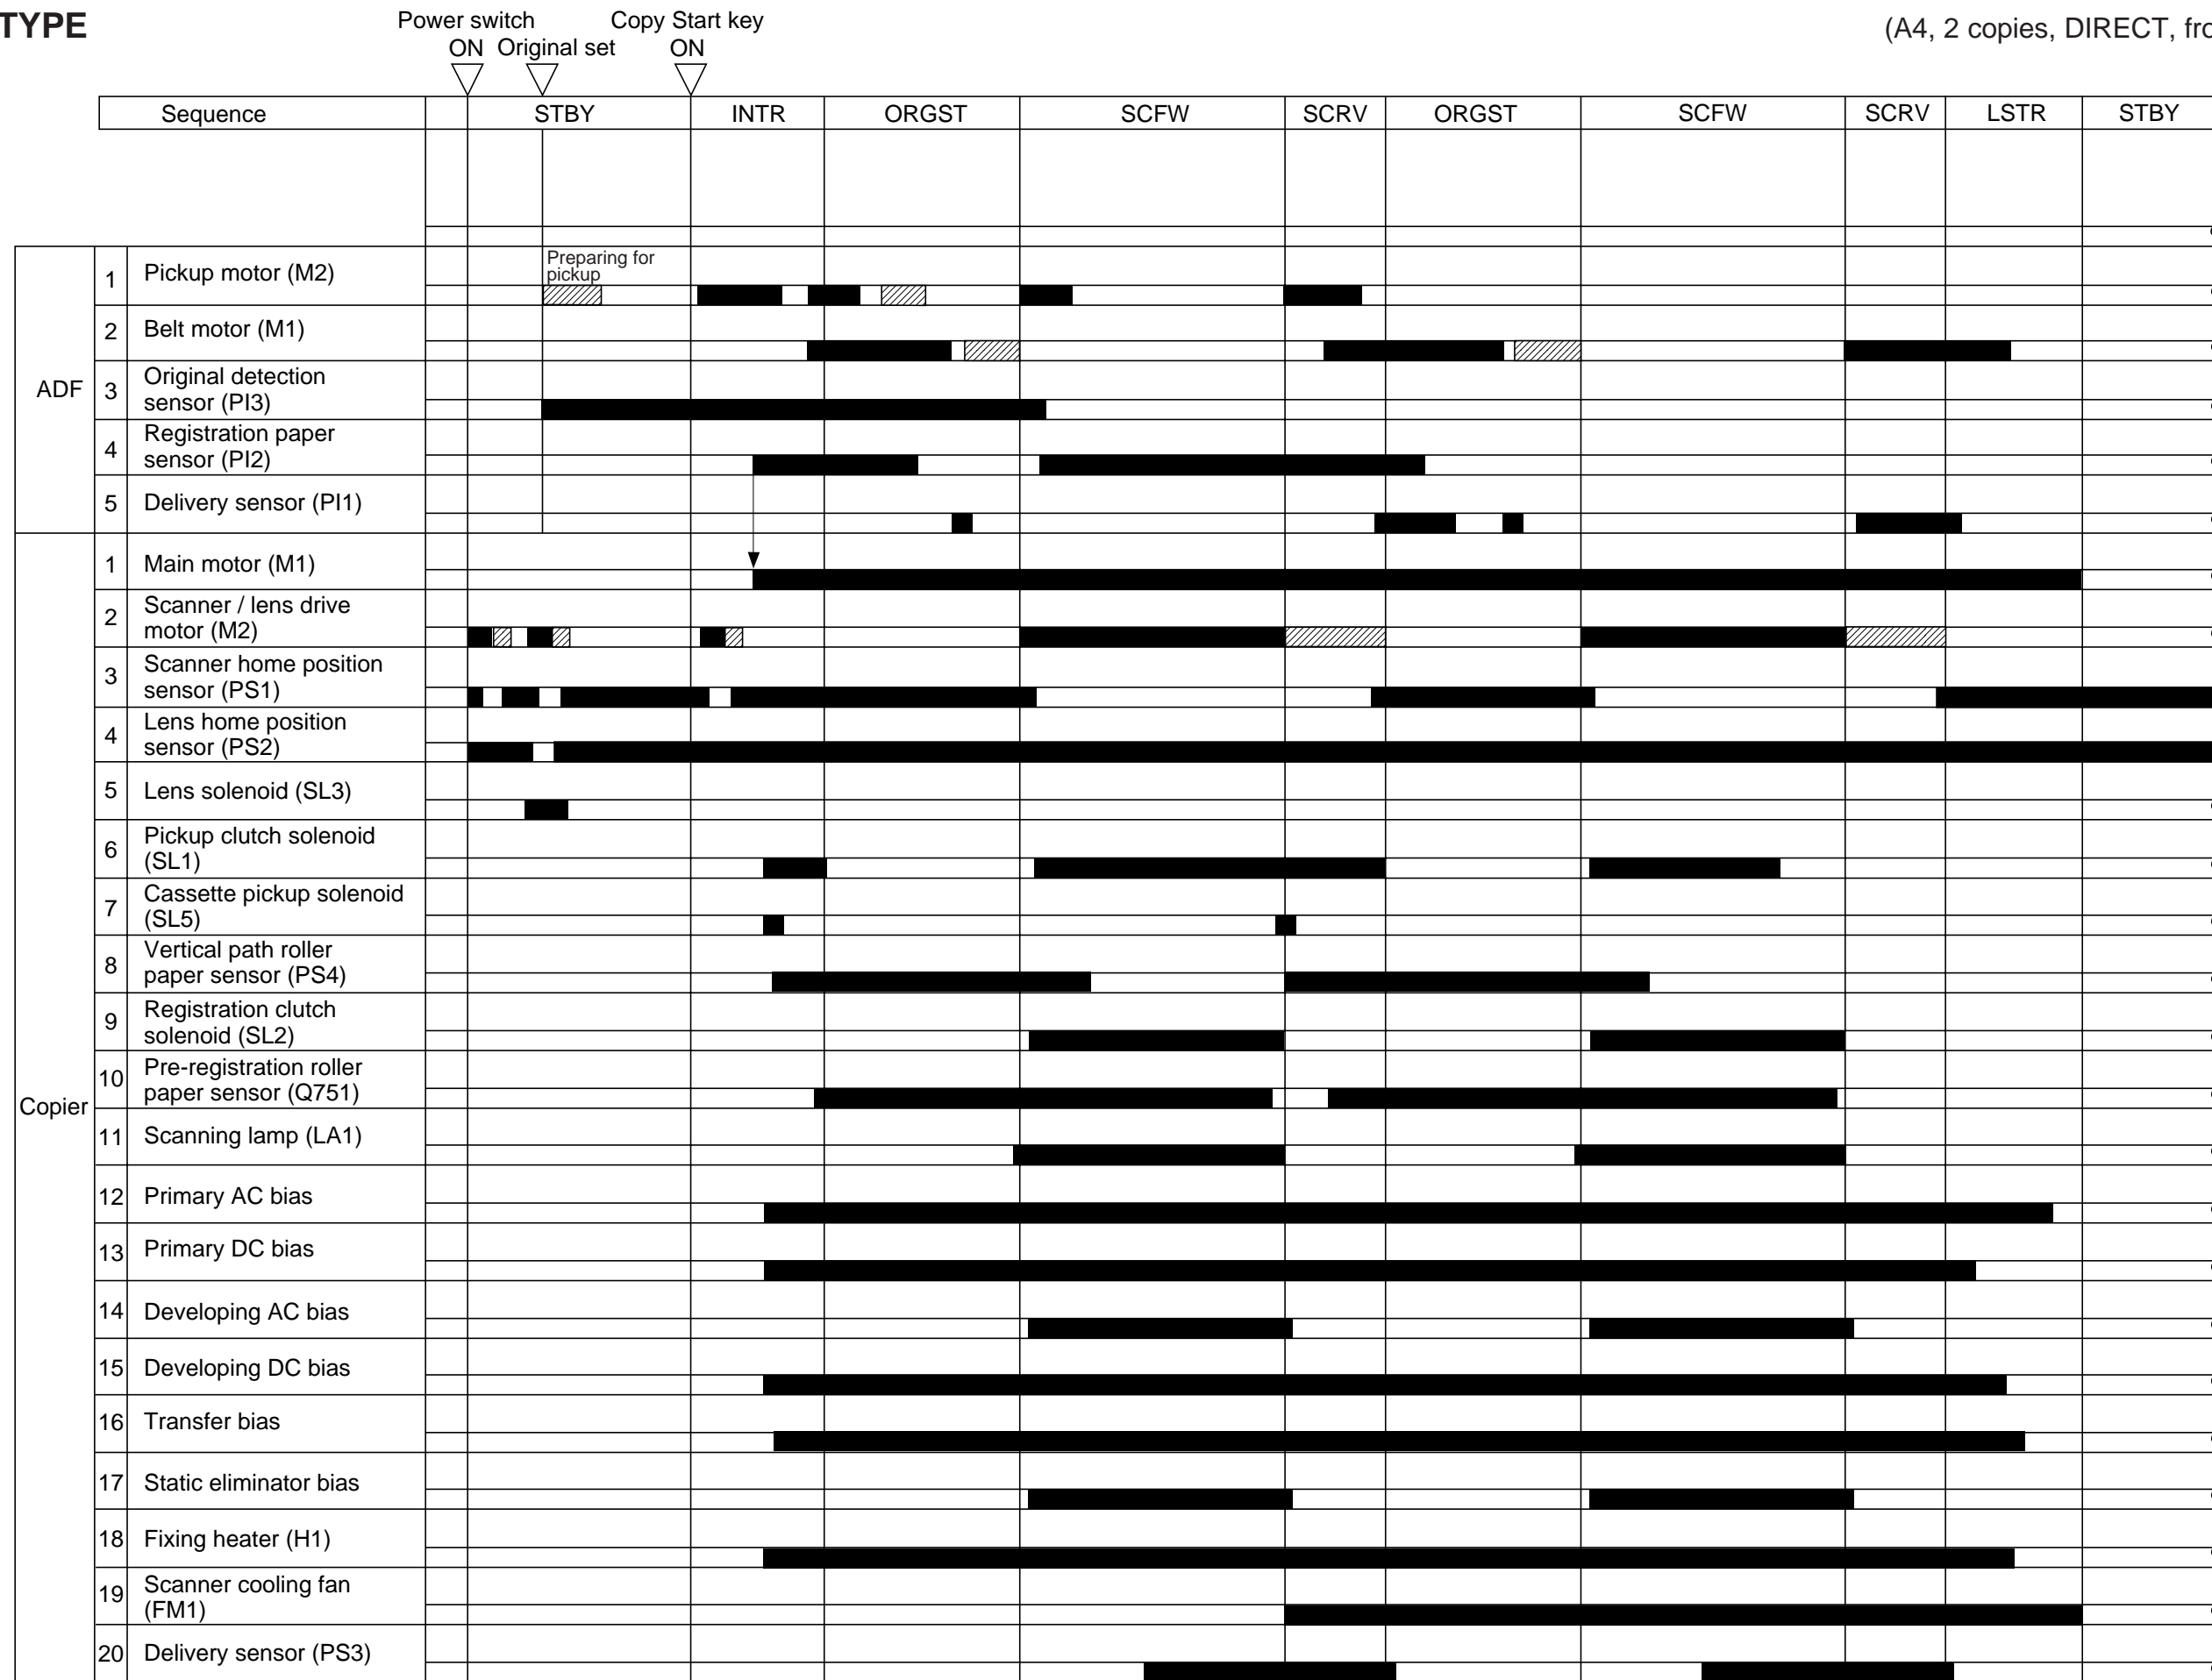 TYPE
Power switch
ON
Original set
Copy Start key
ON
(A4, 2 copies, DIRECT,
Sequence STBY INTR ORGST SCFW SCRV ORGST SCFW SCRV LSTR STBY
ADF
1 Pickup motor (M2)
Preparing for
pickup
2 Belt motor (M1)
3 Original detection
sensor (PI3)
4 Registration paper
sensor (PI2)
5 Delivery sensor (PI1)
Copier
1 Main motor (M1)
2 Scanner / lens drive
motor (M2)
3 Scanner home position
sensor (PS1)
4 Lens home position
sensor (PS2)
5 Lens solenoid (SL3)
6 Pickup clutch solenoid
(SL1)
7 Cassette pickup solenoid
(SL5)
8 Vertical path roller
paper sensor (PS4)
9 Registration clutch
solenoid (SL2)
10 Pre-registration roller
paper sensor (Q751)
11 Scanning lamp (LA1)
12 Primary AC bias
13 Primary DC bias
14 Developing AC bias
15 Developing DC bias
16 Transfer bias
17 Static eliminator bias
18 Fixing heater (H1)
19 Scanner cooling fan
(FM1)
20 Delivery sensor (PS3)